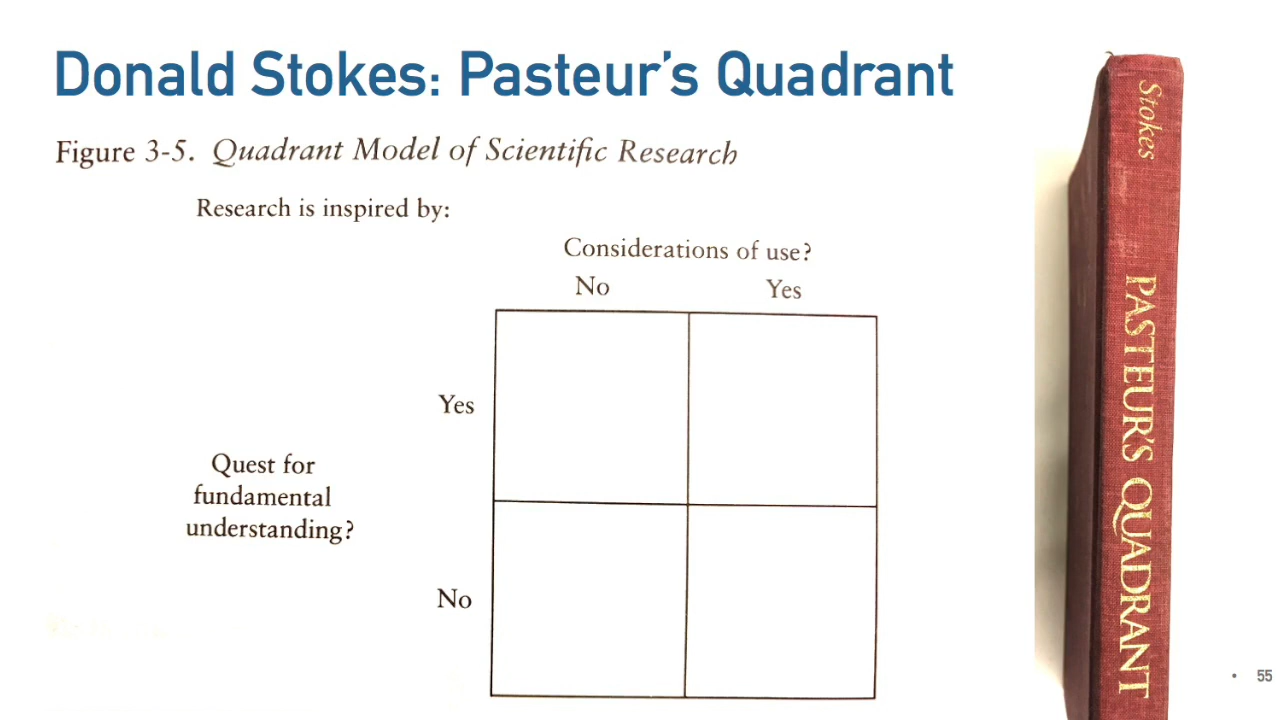 Donald Stokes: Pasteur's Quadrant
Figure 3-5. Quadrant Model of Scientific Research
Research is inspired by:
Considerations of use?
No Yes
Yes
Quest for
fundamental
understanding?
No
Stokes
PASTEUR'S QUADRANT
• 55